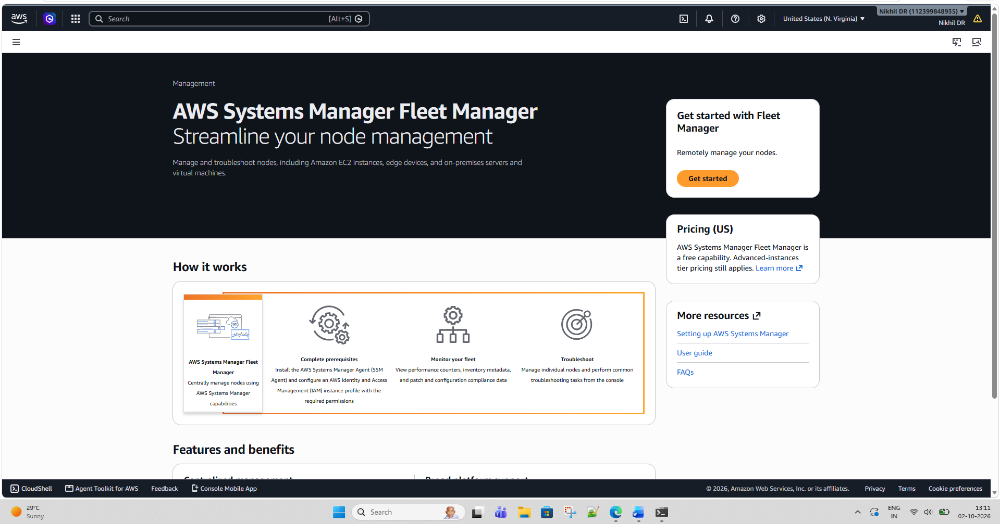 aws
Search
[Alt+S]
United States (N. Virginia)
Nikhil DR (112399848935)
Nikhil DR
Management
AWS Systems Manager Fleet Manager
Streamline your node management
Manage and troubleshoot nodes, including Amazon EC2 instances, edge devices, and on-premises servers and
virtual machines.
Get started with Fleet
Manager
Remotely manage your nodes.
Get started
Pricing (US)
AWS Systems Manager Fleet Manager is
a free capability. Advanced-instances
tier pricing still applies. Learn more
How it works
AWS Systems Manager Fleet
Manager
Centrally manage nodes using
AWS Systems Manager
capabilities
Complete prerequisites
Install the AWS Systems Manager Agent (SSM
Agent) and configure an AWS Identity and Access
Management (IAM) instance profile with the
required permissions
Monitor your fleet
View performance counters, inventory metadata,
and patch and configuration compliance data
Troubleshoot
Manage individual nodes and perform common
troubleshooting tasks from the console
More resources
Setting up AWS Systems Manager
User guide
FAQs
Features and benefits
Centralized management
Broad platform support
CloudShell
Agent Toolkit for AWS
Feedback
Console Mobile App
© 2026, Amazon Web Services, Inc. or its affiliates.
Privacy
Terms
Cookie preferences
29°C
Sunny
Search
ENG
IN
13:11
02-10-2026